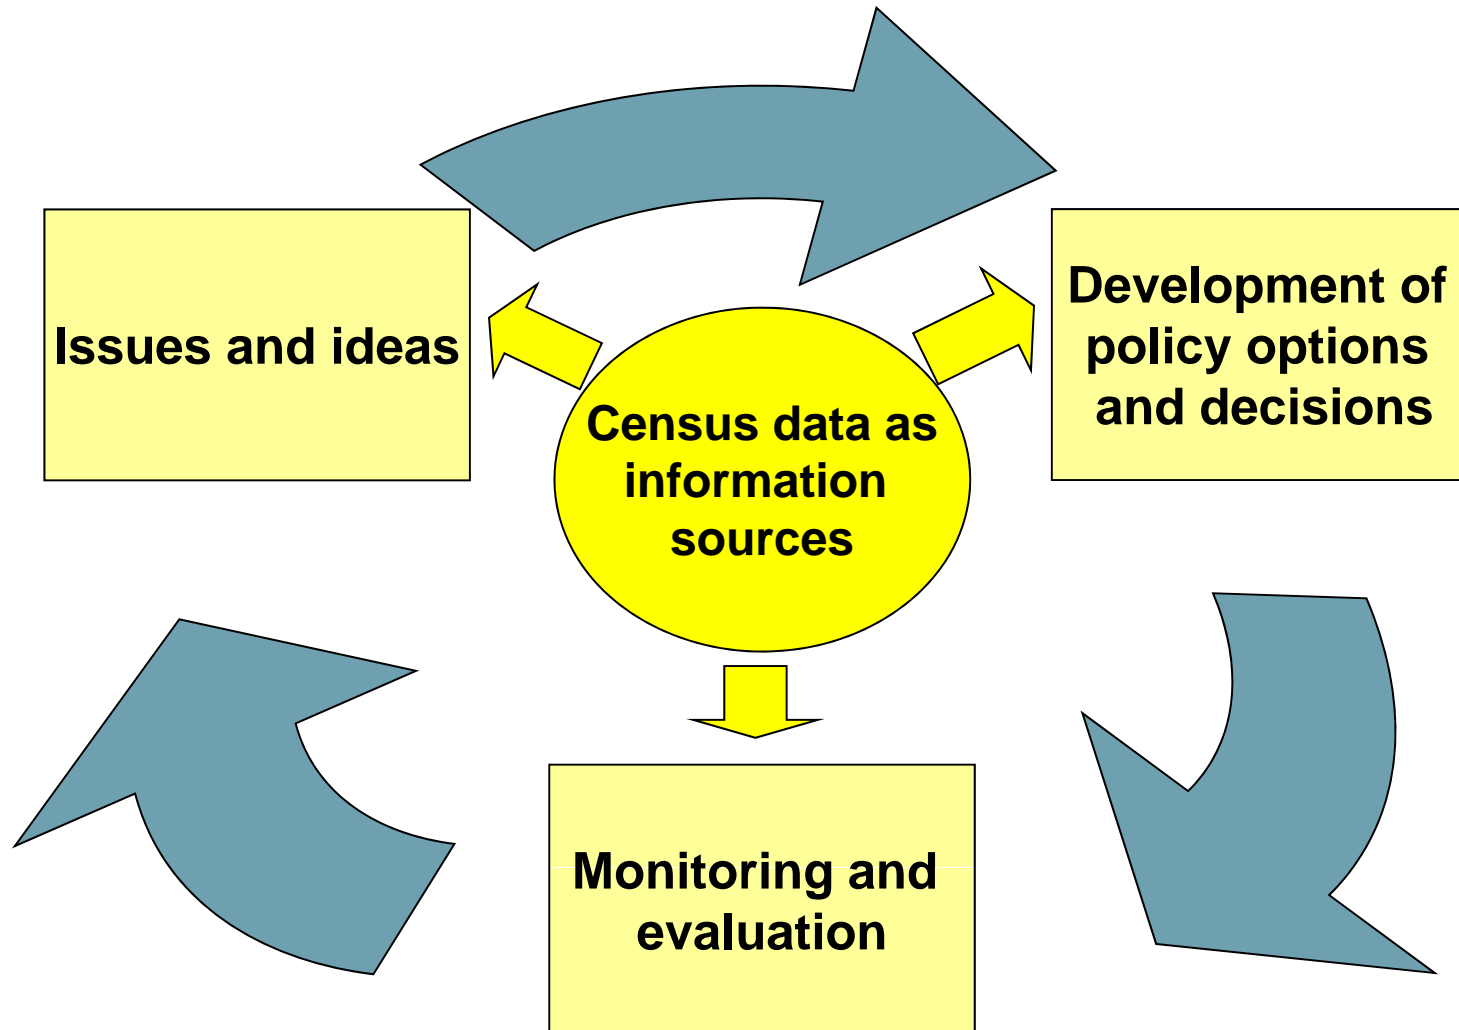 Issues and ideas
Development of
policy options
and decisions
Census data as
information
sources
Monitoring and
evaluation